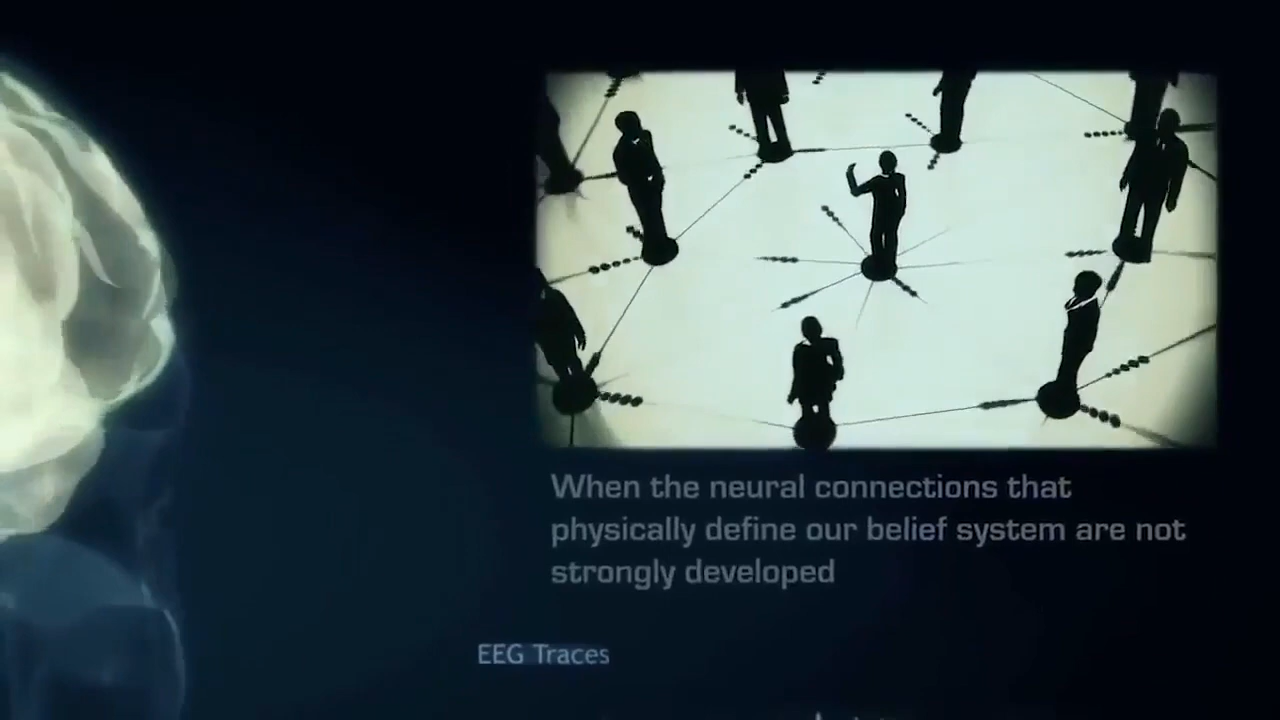 When the neural connections that
physically define our belief system are not
strongly developed
EEG Traces